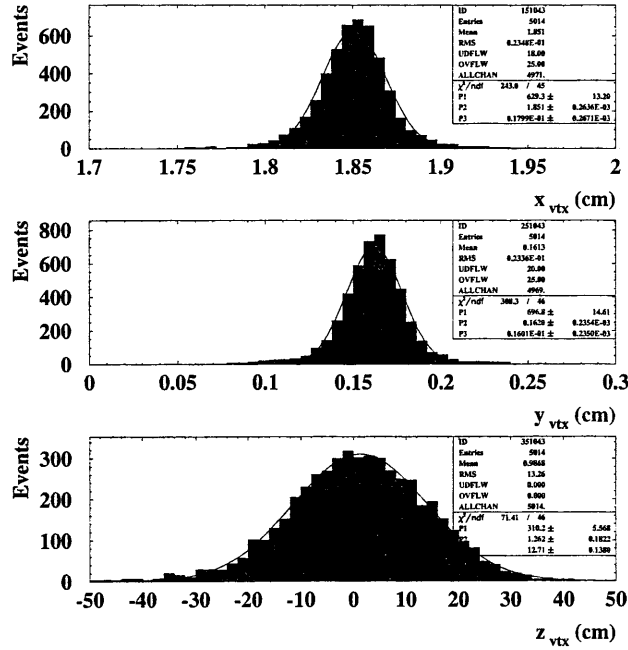 Events
600
400
200
0
1.7 1.75 1.8 1.85 1.9 1.95 2
x vtx (cm)
ID 151043
Entries 5014
Mean 1.851
RMS 0.2348E-01
UDFLW 18.00
OVFLW 25.00
ALLCHAN 4971.
χ²/ndf 243.0 / 45
P1 629.3 ± 13.20
P2 1.851 ± 0.2636E-03
P3 0.1799E-01 ± 0.2671E-03
Events
800
600
400
200
0
0 0.05 0.1 0.15 0.2 0.25 0.3
y vtx (cm)
ID 251043
Entries 5014
Mean 0.1613
RMS 0.2336E-01
UDFLW 20.00
OVFLW 25.00
ALLCHAN 4969.
χ²/ndf 308.3 / 46
P1 696.8 ± 14.61
P2 0.1620 ± 0.2354E-03
P3 0.1601E-01 ± 0.2350E-03
Events
300
200
100
0
-50 -40 -30 -20 -10 0 10 20 30 40 50
z vtx (cm)
ID 351043
Entries 5014
Mean 0.9868
RMS 13.26
UDFLW 0.000
OVFLW 0.000
ALLCHAN 5014.
χ²/ndf 71.41 / 46
P1 310.2 ± 5.568
P2 1.262 ± 0.1822
12.71 ± 0.1380